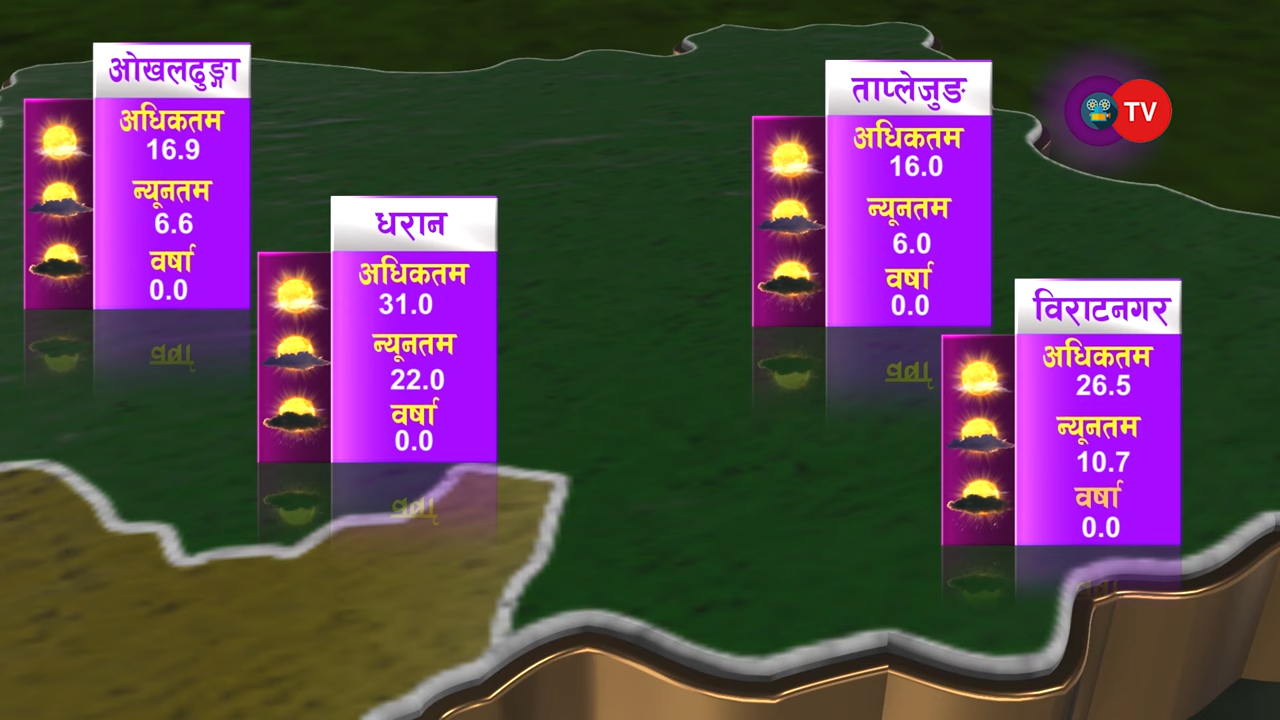 ओखलढुङ्गा
अधिकतम
16.9
न्यूनतम
6.6
वर्षा
0.0
धरान
अधिकतम
31.0
न्यूनतम
22.0
वर्षा
0.0
ताप्लेजुङ
अधिकतम
16.0
न्यूनतम
6.0
वर्षा
0.0
विराटनगर
अधिकतम
26.5
न्यूनतम
10.7
वर्षा
0.0
TV